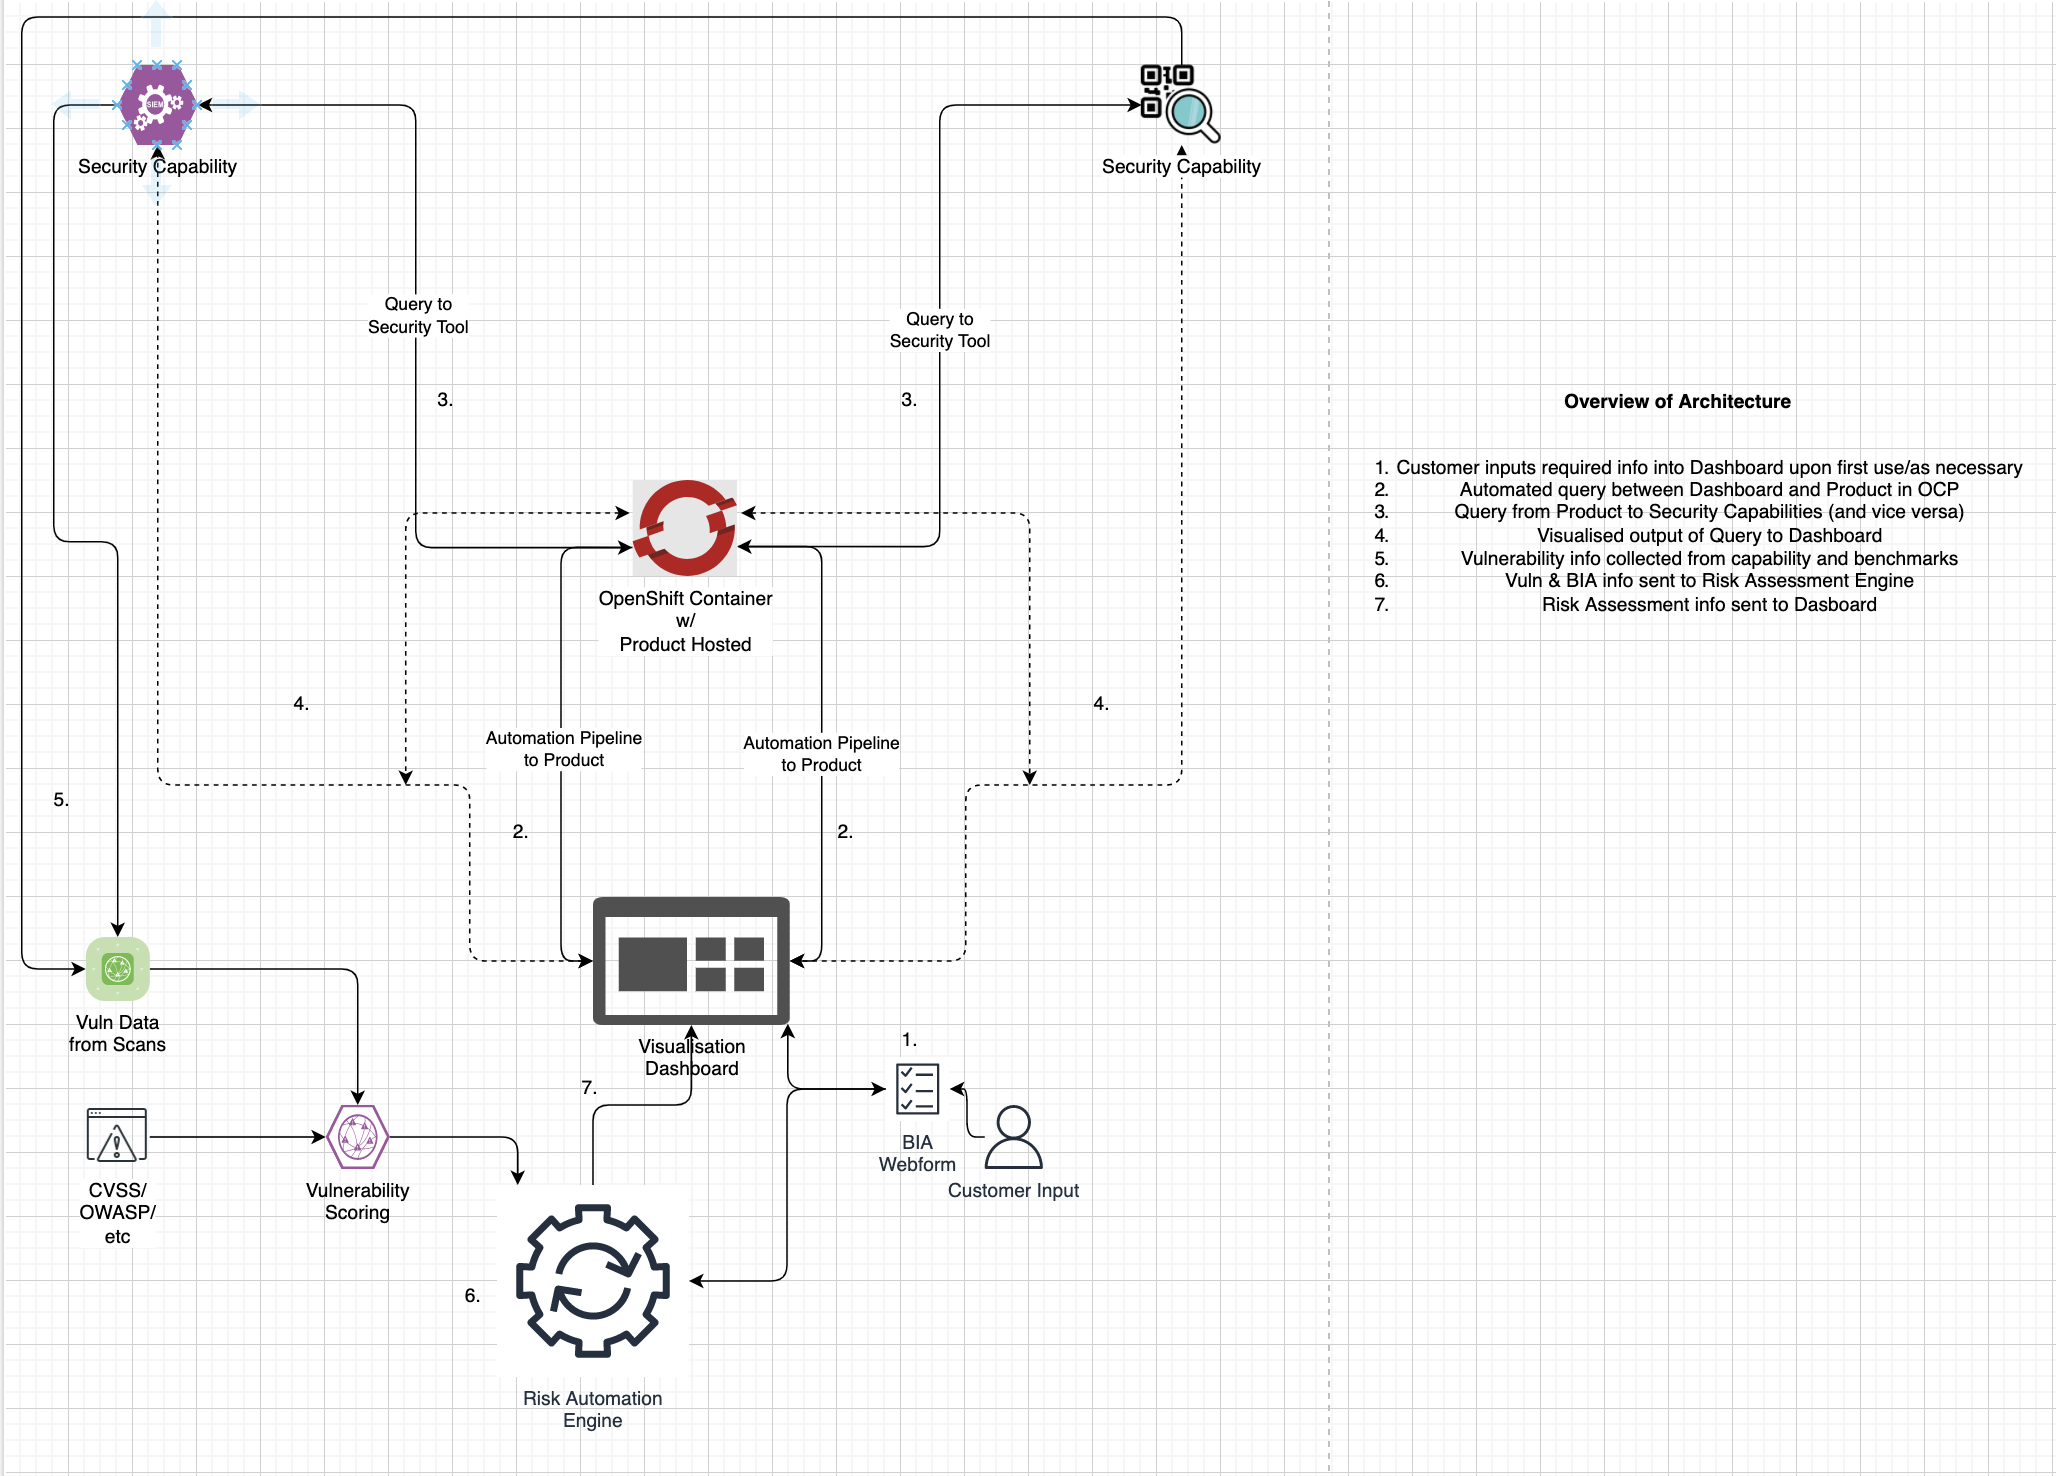 SIEM
Security Capability
Security Capability
Query to
Security Tool
Query to
Security Tool
3.
3.
Overview of Architecture
1. Customer inputs required info into Dashboard upon first use/as necessary
2. Automated query between Dashboard and Product in OCP
3. Query from Product to Security Capabilities (and vice versa)
4. Visualised output of Query to Dashboard
5. Vulnerability info collected from capability and benchmarks
6. Vuln & BIA info sent to Risk Assessment Engine
7. Risk Assessment info sent to Dasboard
OpenShift Container
w/
Product Hosted
4.
4.
Automation Pipeline
to Product
Automation Pipeline
to Product
5.
2.
2.
Vuln Data
from Scans
Visualisation
Dashboard
1.
7.
BIA
Webform
Customer Input
CVSS/
OWASP/
etc
Vulnerability
Scoring
6.
Risk Automation
Engine